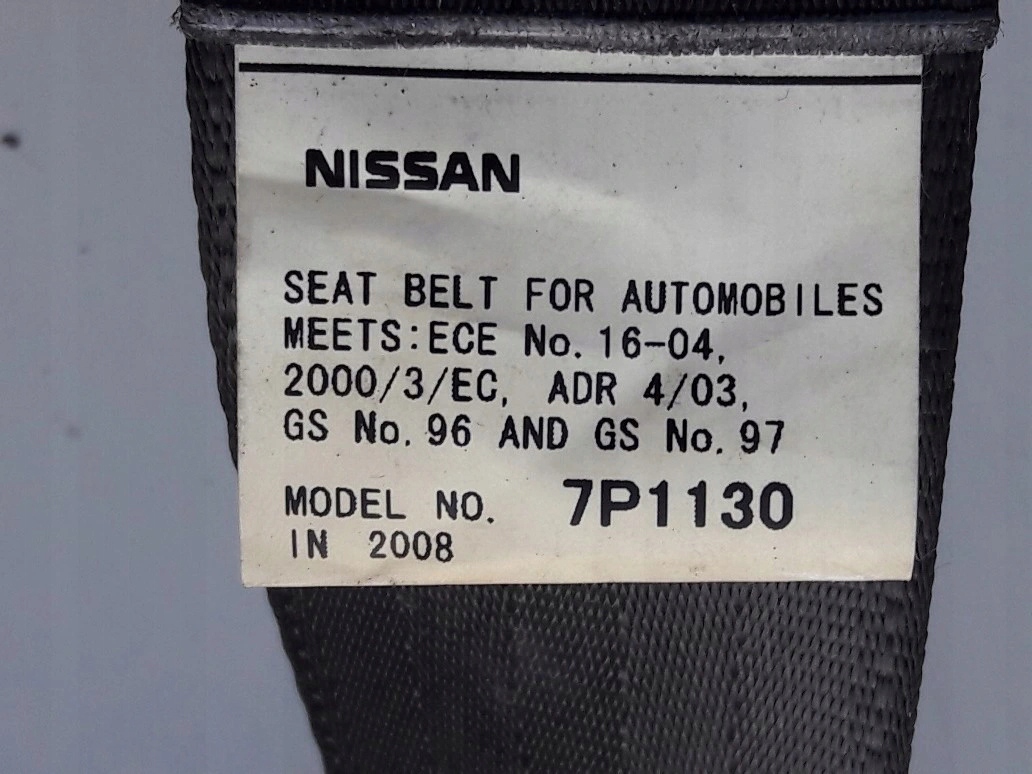 NISSAN
SEAT BELT FOR AUTOMOBILES
MEETS:ECE No. 16-04,
2000/3/EC, ADR 4/03,
GS No. 96 AND GS No. 97
MODEL NO. 7P1130
IN 2008